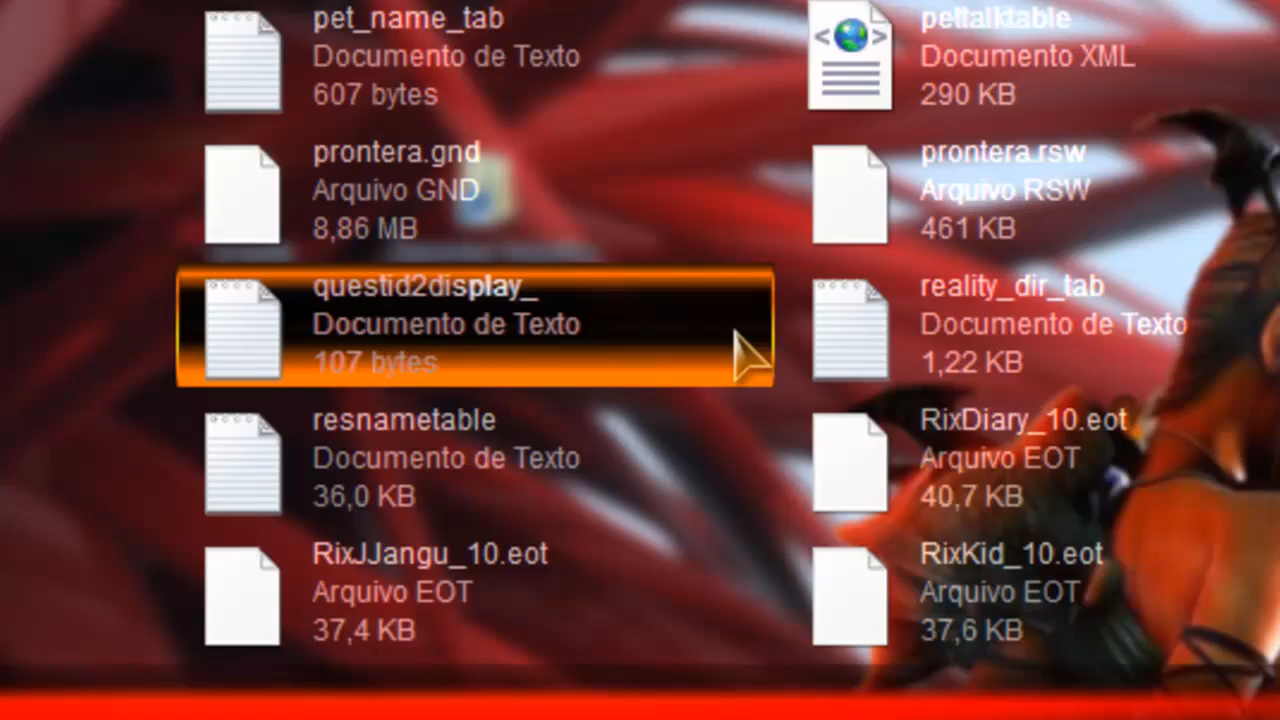 pet_name_tab
Documento de Texto
607 bytes
pettalktable
Documento XML
290 KB
prontera.gnd
Arquivo GND
8,86 MB
prontera.rsw
Arquivo RSW
461 KB
questid2display_
Documento de Texto
107 bytes
reality_dir_tab
Documento de Texto
1,22 KB
resnametable
Documento de Texto
36,0 KB
RixDiary_10.eot
Arquivo EOT
40,7 KB
RixJJangu_10.eot
Arquivo EOT
37,4 KB
RixKid_10.eot
Arquivo EOT
37,6 KB